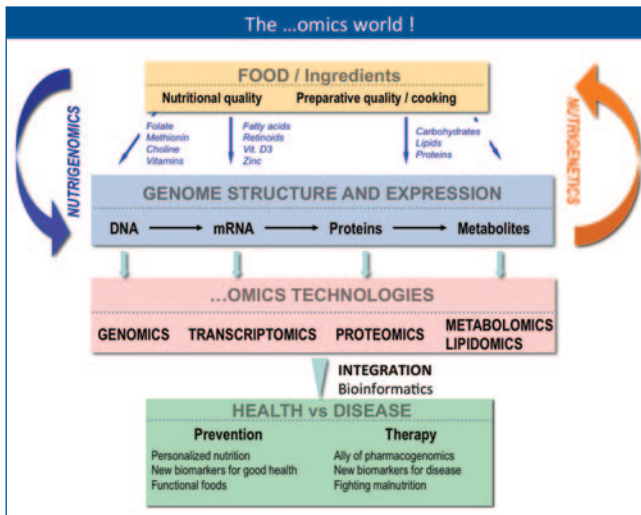 The ...omics world !
FOOD / Ingredients
Nutritional quality Preparative quality / cooking
NUTRIGENOMICS
Folate
Methionin
Choline
Vitamins
Fatty acids
Retinoids
Vit. D3
Zinc
Carbohydrates
Lipids
Proteins
NUTRIGENETICS
GENOME STRUCTURE AND EXPRESSION
DNA mRNA Proteins Metabolites
...OMICS TECHNOLOGIES
GENOMICS TRANSCRIPTOMICS PROTEOMICS METABOLOMICS
LIPIDOMICS
INTEGRATION
Bioinformatics
HEALTH vs DISEASE
Prevention
Personalized nutrition
New biomarkers for good health
Functional foods
Therapy
Ally of pharmacogenomics
New biomarkers for disease
Fighting malnutrition